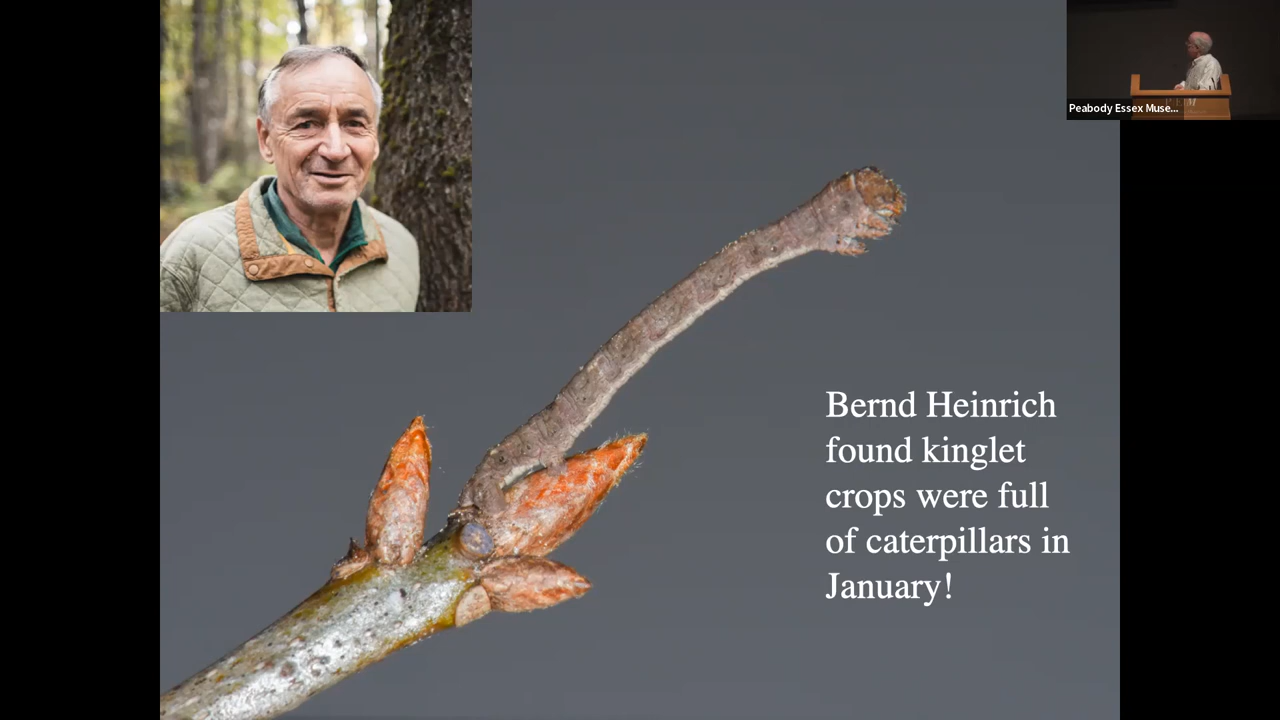 Peabody Essex Muse...
Bernd Heinrich
found kinglet
crops were full
of caterpillars in
January!